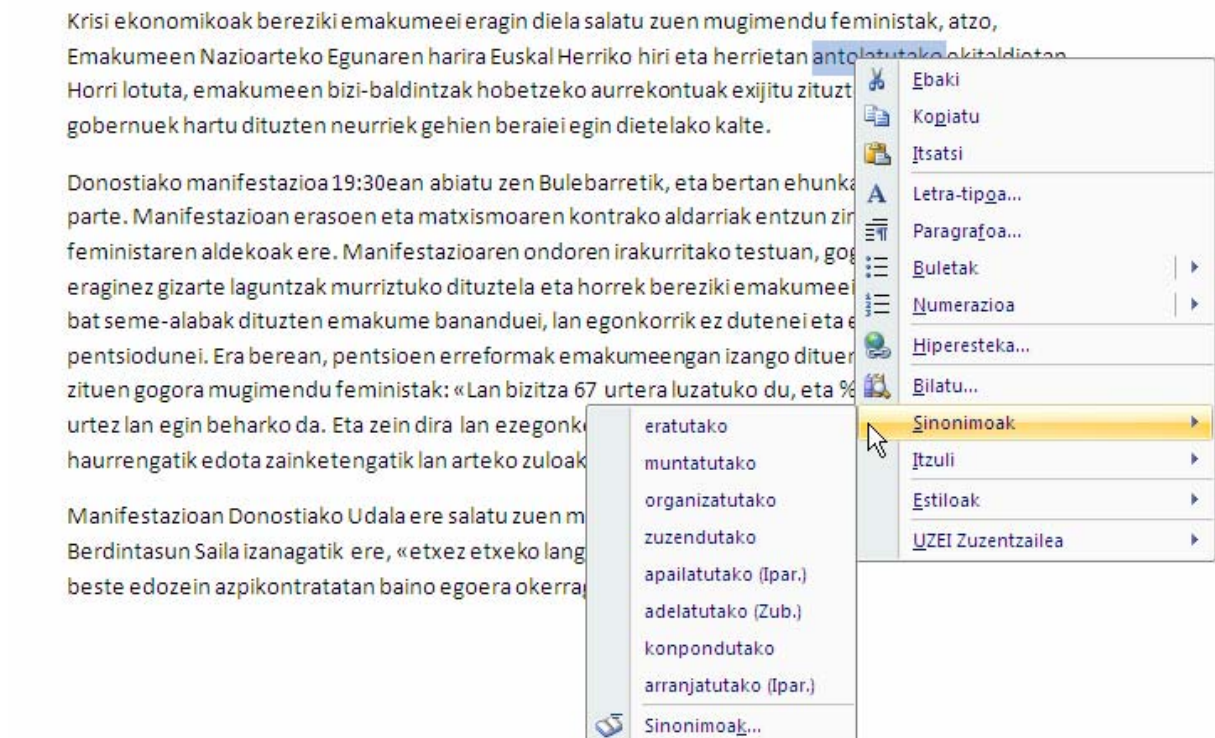 Krisi ekonomikoak bereziki emakumeei eragin diela salatu zuen mugimendu feministak, atzo,
Emakumeen Nazioarteko Egunaren harira Euskal Herriko hiri eta herrietan antolatutako ekitaldietan
Horri lotuta, emakumeen bizi-baldintzak hobetzeko aurrekontuak exijitu zituzt
gobernuek hartu dituzten neurriek gehien beraiei egin dietelako kalte.
Donostiako manifestazioa 19:30ean abiatu zen Bulebarretik, eta bertan ehunka
parte. Manifestazioan erasoen eta matxismoaren kontrako aldarriak entzun zir
feministaren aldekoak ere. Manifestazioaren ondoren irakurritako testuan, gog
eraginez gizarte laguntzak murriztuko dituztela eta horrek bereziki emakumeei
bat seme-alabak dituzten emakume bananduei, lan egonkorrik ez dutenei eta e
pentsiodunei. Era berean, pentsioen erreformak emakumeengan izango dituen
zituen gogora mugimendu feministak: «Lan bizitza 67 urtera luzatuko du, eta %
urtez lan egin beharko da. Eta zein dira lan ezegonko
haurrengatik edota zainketengatik lan arteko zuloak
Manifestazioan Donostiako Udala ere salatu zuen m
Berdintasun Saila izanagatik ere, «etxez etxeko lang
beste edozein azpikontratatan baino egoera okerrag
Ebaki
Kopiatu
Itsatsi
Letra-tipoa...
Paragrafoa...
Buletak
Numerazioa
Hiperesteka...
Bilatu...
Sinonimoak
Itzuli
Estiloak
UZEI Zuzentzailea
eratutako
muntatutako
organizatutako
zuzendutako
apailatutako (Ipar.)
adelatutako (Zub.)
konpondutako
arranjatutako (Ipar.)
Sinonimoak...